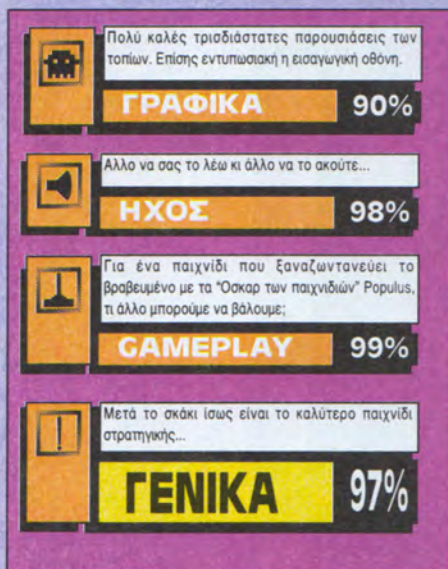 Πολύ καλές τρισδιάστατες παρουσιάσεις των
τοπίων. Επίσης εντυπωσιακή η εισαγωγική οθόνη.
ΓΡΑΦΙΚΑ 90%
Αλλο να σας το λέω κι άλλο να το ακούτε...
ΗΧΟΣ 98%
Για ένα παιχνίδι που ξαναζωντανεύει το
βραβευμένο με τα "Οσκαρ των παιχνιδιών" Populus,
τι άλλο μπορούμε να βάλουμε;
GAMEPLAY 99%
Μετά το σκάκι ίσως είναι το καλύτερο παιχνίδι
στρατηγικής...
ΓΕΝΙΚΑ 97%